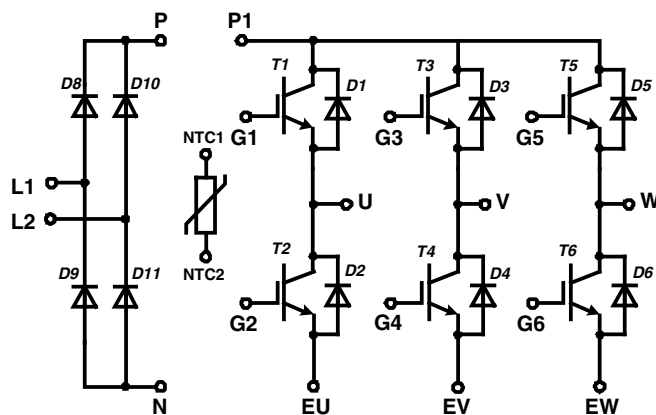 P P1
D8 D10 T1 D1 T3 D3 T5 D5
G1 G3 G5
NTC1
L1
L2
U V W
NTC2
D9 D11 T2 D2 T4 D4 T6 D6
G2 G4 G6
N EU EV EW